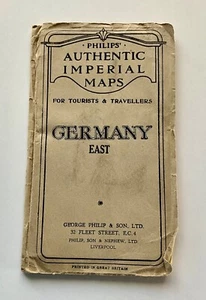 PHILIPS'
AUTHENTIC
IMPERIAL
MAPS
FOR TOURISTS & TRAVELLERS
GERMANY
EAST
GEORGE PHILIP & SON, LTD.
32 FLEET STREET, E.C.4
PHILIP, SON & NEPHEW, LTD
LIVERPOOL
PRINTED IN GREAT BRITAIN